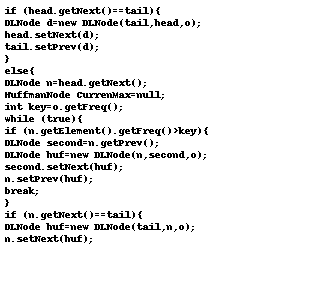 if (head.getNext()==tail){
DLNode d=new DLNode(tail,head,o);
head.setNext(d);
tail.setPrev(d);
}
else{
DLNode n=head.getNext();
HuffmanNode CurrenMax=null;
int key=o.getFreq();
while (true){
if (n.getElement().getFreq()>key){
DLNode second=n.getPrev();
DLNode huf=new DLNode(n,second,o);
second.setNext(huf);
n.setPrev(huf);
break;
}
if (n.getNext()==tail){
DLNode huf=new DLNode(tail,n,o);
n.setNext(huf);